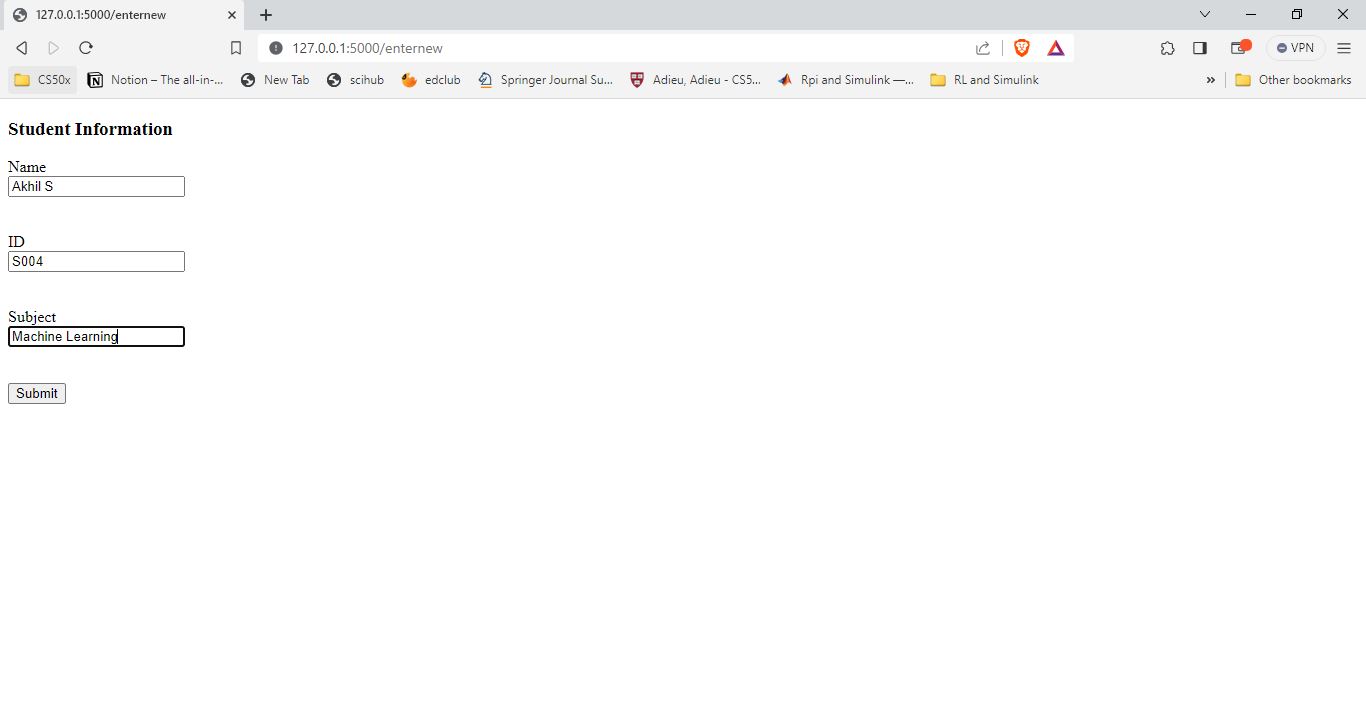 127.0.0.1:5000/enternew
127.0.0.1:5000/enternew
VPN
CS50x Notion – The all-in-... New Tab scihub edclub Springer Journal Su... Adieu, Adieu - CS5... Rpi and Simulink —... RL and Simulink » Other bookmarks
Student Information
Name
Akhil S
ID
S004
Subject
Machine Learning
Submit